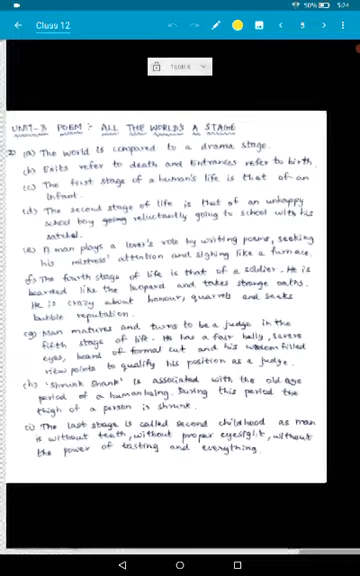 50% 5:24
Class 12
5
UNIT-3 POEM :- ALL THE WORLD'S A STAGE
2) (a) The world is compared to a drama stage.
(b) Exits refer to death and Entrances refer to birth.
(c) The first stage of a human's life is that of an
infant.
(d) The second stage of life is that of an unhappy
school boy going reluctantly going to school with his
satchel.
(e) A man plays a lover's role by writing poems, seeking
his mistress' attention and sighing like a furnace.
(f) The fourth stage of life is that of a soldier. He is
bearded like the leopard and takes strange oaths.
He is crazy about honour, quarrels and seeks
bubble reputation.
(g) Man matures and turns to be a judge in the
fifth stage of life. He has a fair belly, severe
eyes, beard of formal cut and his wisdom filled
view points to qualify his position as a judge.
(h) 'Shrunk Shank' is associated with the old age
period of a human being. During this period the
thigh of a person is shrunk.
(i) The last stage is called second childhood as man
is without teeth, without proper eyesight, without
the power of tasting and everything.